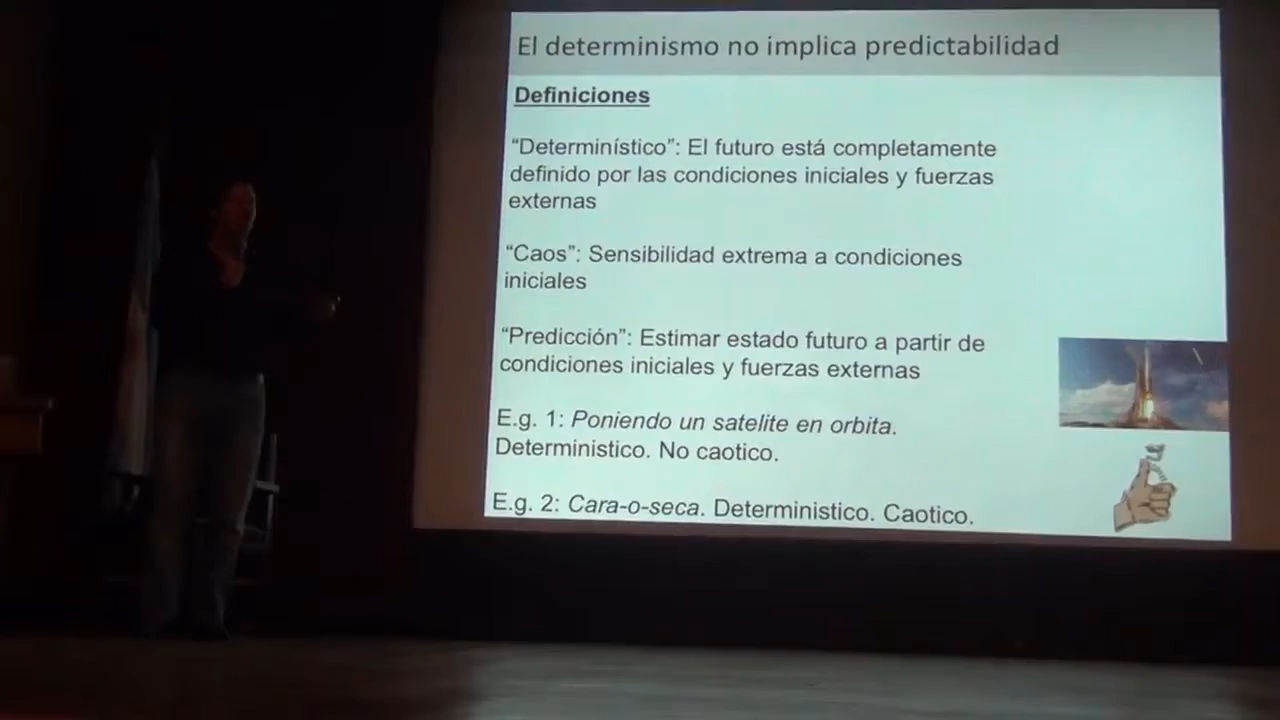 El determinismo no implica predictabilidad
Definiciones
“Determinístico”: El futuro está completamente
definido por las condiciones iniciales y fuerzas
externas
“Caos”: Sensibilidad extrema a condiciones
iniciales
“Predicción”: Estimar estado futuro a partir de
condiciones iniciales y fuerzas externas
E.g. 1: Poniendo un satelite en orbita.
Deterministico. No caotico.
E.g. 2: Cara-o-seca. Deterministico. Caotico.